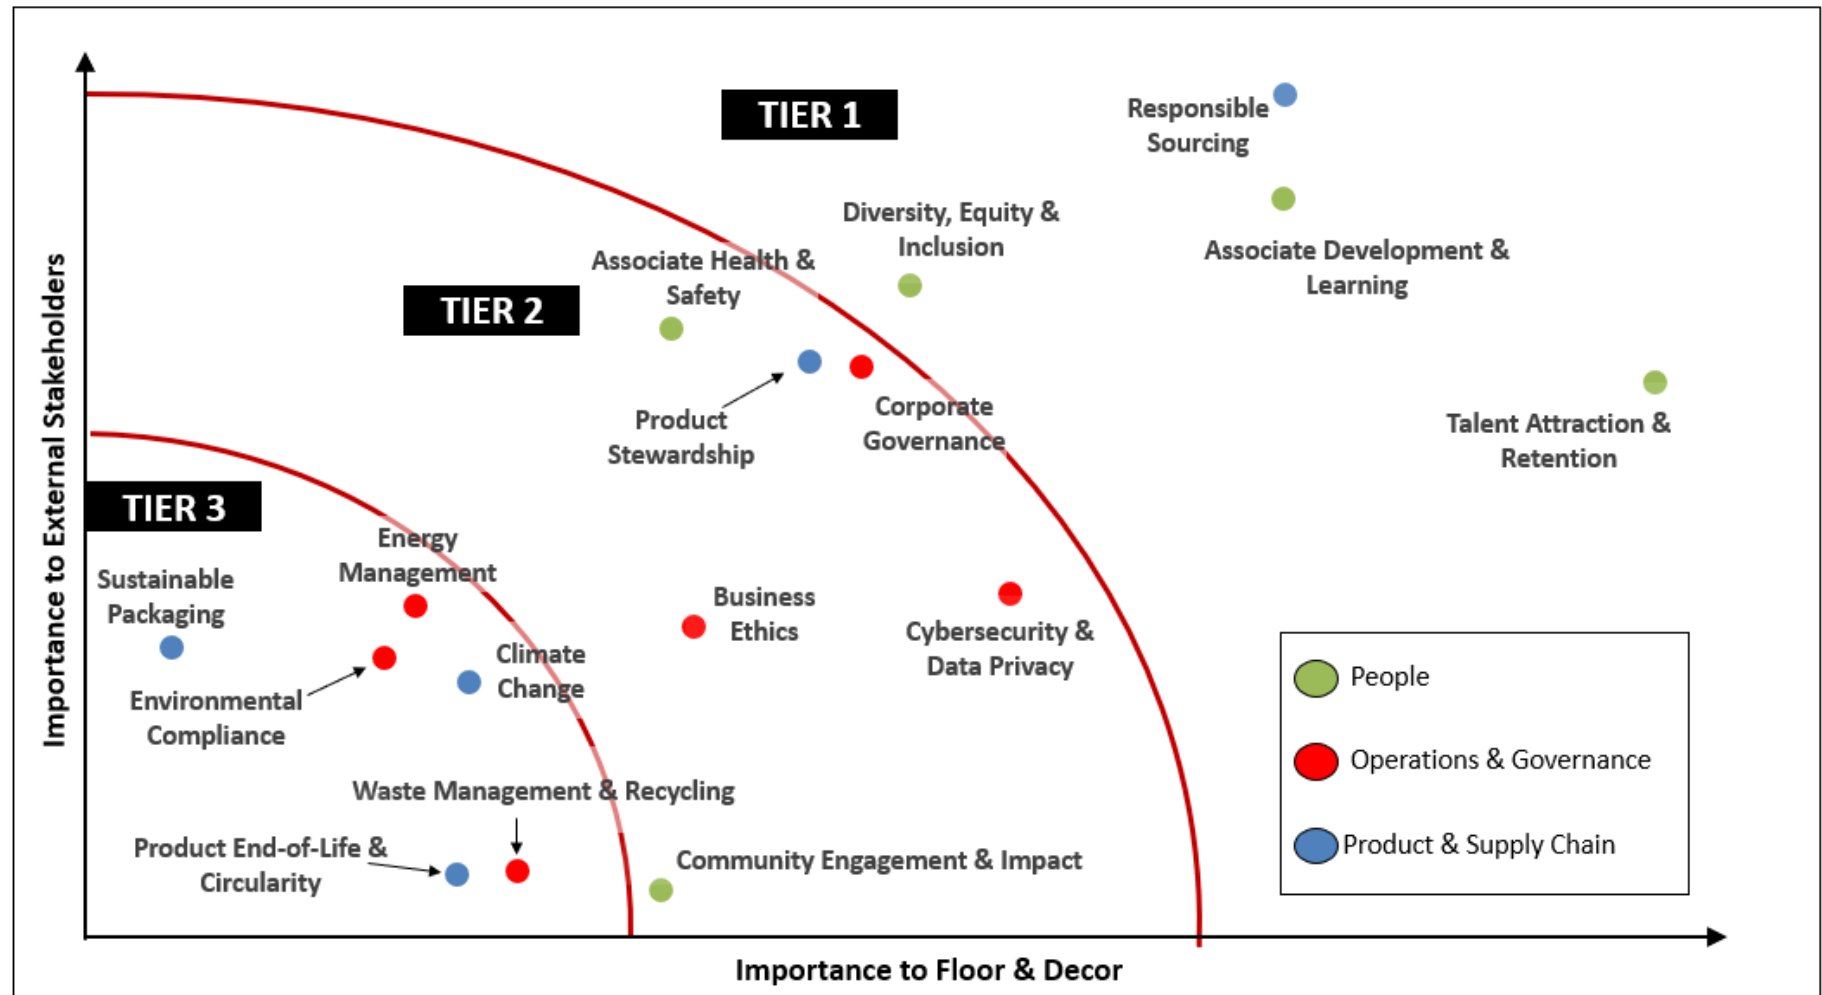 TIER 1
Responsible
Sourcing
Diversity, Equity &
Inclusion
Associate Development &
Learning
Associate Health &
Safety
TIER 2
Product
Stewardship
Corporate
Governance
Talent Attraction &
Retention
TIER 3
Energy
Management
Sustainable
Packaging
Environmental
Compliance
Climate
Change
Business
Ethics
Cybersecurity &
Data Privacy
Waste Management & Recycling
Product End-of-Life &
Circularity
Community Engagement & Impact
People
Operations & Governance
Product & Supply Chain
Importance to External Stakeholders
Importance to Floor & Decor